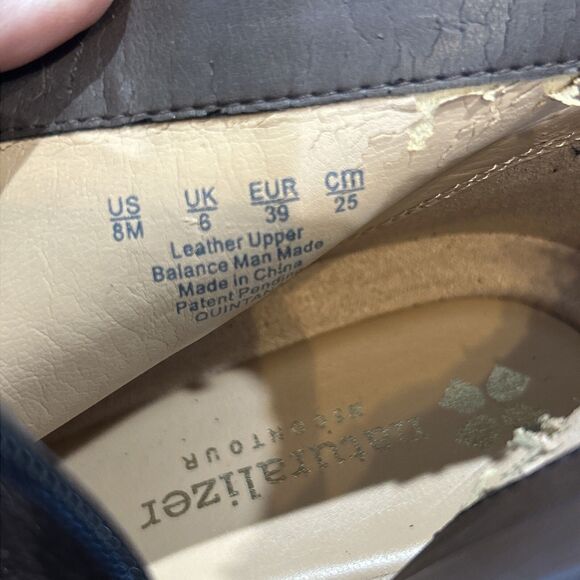 US UK EUR cm
8M 6 39 25
Leather Upper
Balance Man Made
Made in China
Patent Pending
naturalizer
N5CONTOUR